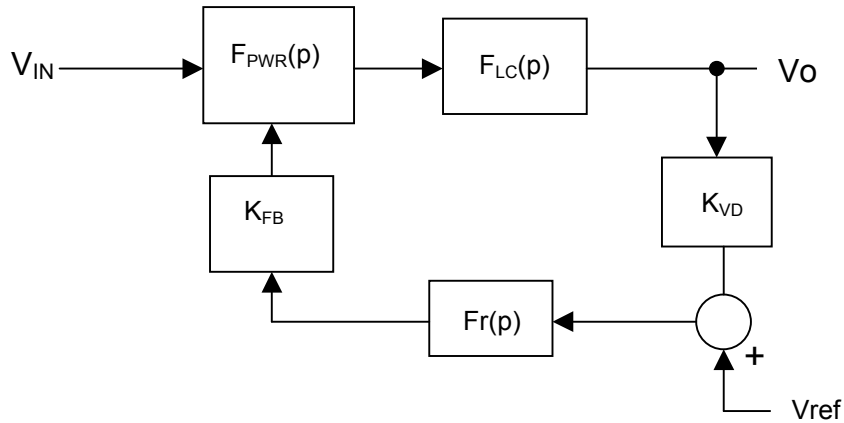 V_IN
F_PWR(p)
F_LC(p)
Vo
K_FB
K_VD
Fr(p)
+
Vref